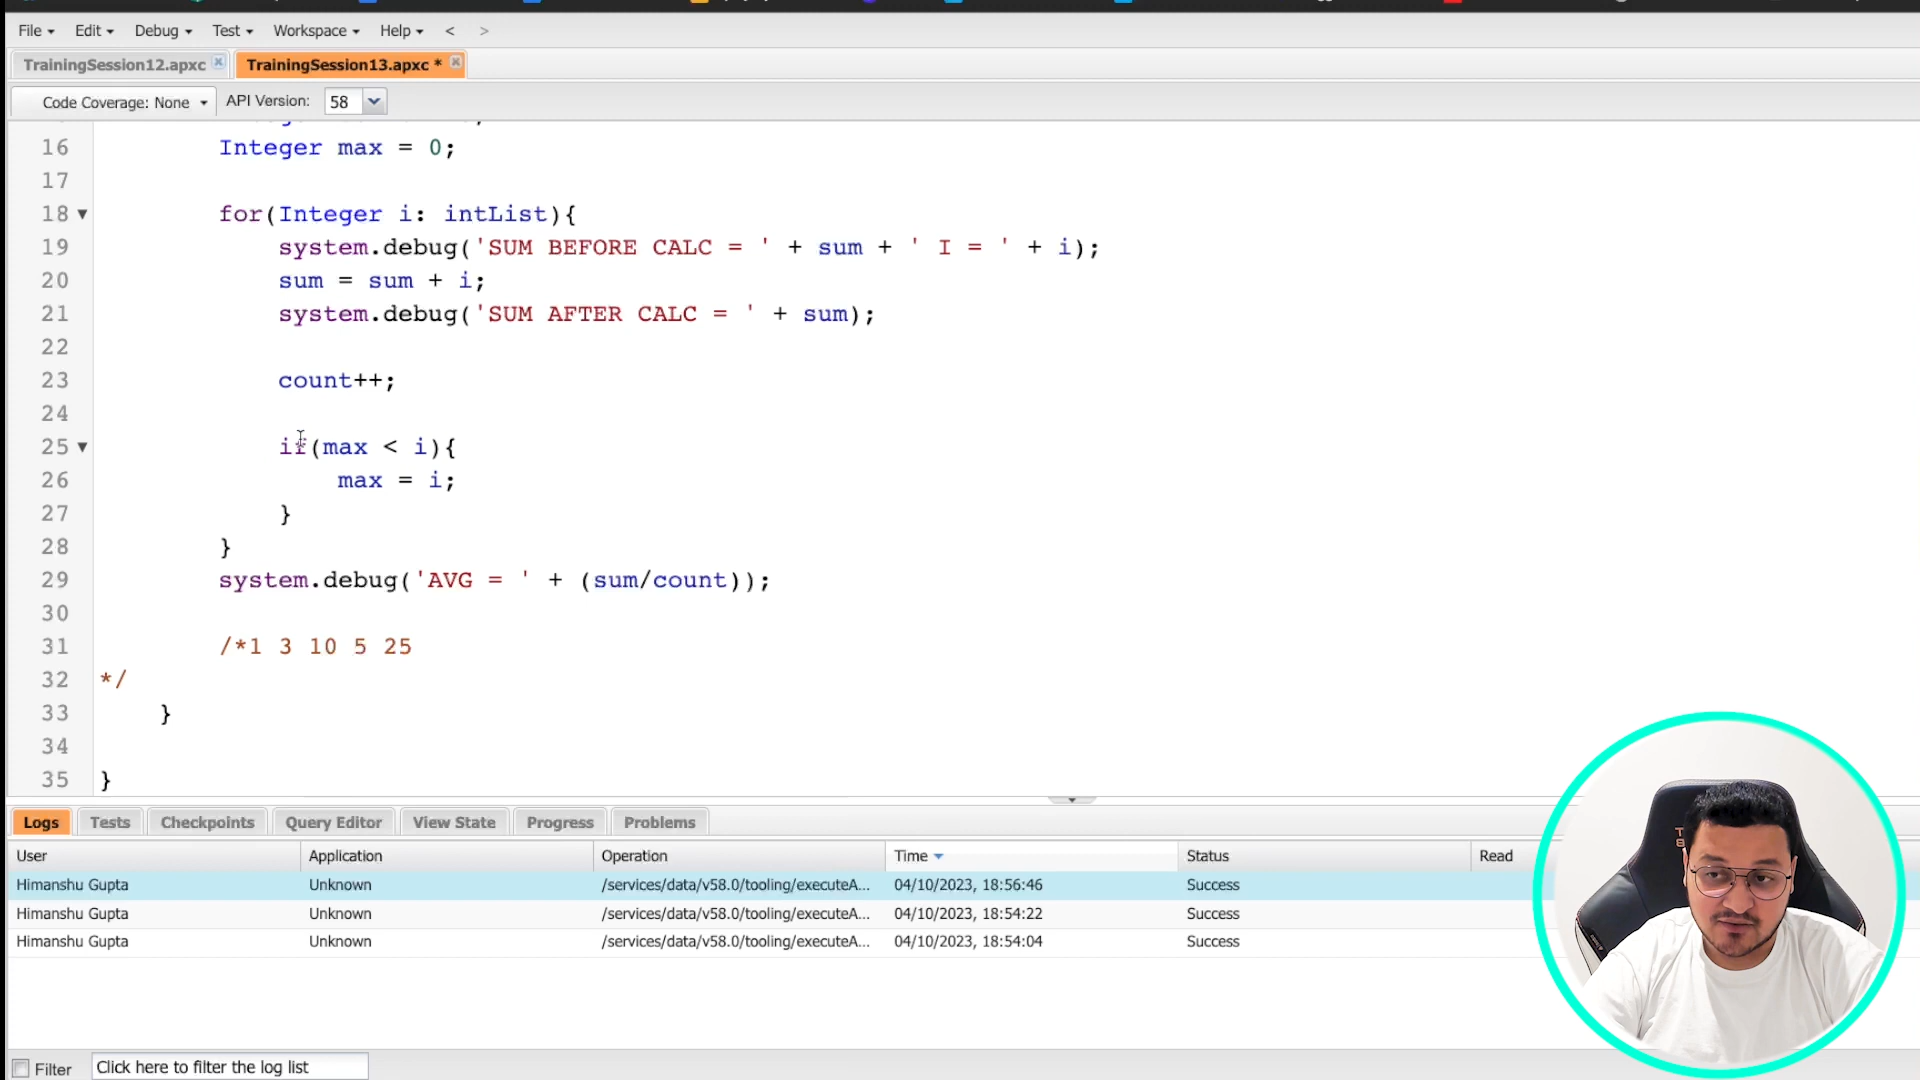 File Edit Debug Test Workspace Help < >
TrainingSession12.apxc TrainingSession13.apxc *
Code Coverage: None API Version: 58
16 Integer max = 0;
17
18 for(Integer i: intList){
19 system.debug('SUM BEFORE CALC = ' + sum + ' I = ' + i);
20 sum = sum + i;
21 system.debug('SUM AFTER CALC = ' + sum);
22
23 count++;
24
25 if(max < i){
26 max = i;
27 }
28 }
29 system.debug('AVG = ' + (sum/count));
30
31 /*1 3 10 5 25
32 */
33 }
34
35 }
Logs Tests Checkpoints Query Editor View State Progress Problems
User Application Operation Time Status Read
Himanshu Gupta Unknown /services/data/v58.0/tooling/executeA... 04/10/2023, 18:56:46 Success
Himanshu Gupta Unknown /services/data/v58.0/tooling/executeA... 04/10/2023, 18:54:22 Success
Himanshu Gupta Unknown /services/data/v58.0/tooling/executeA... 04/10/2023, 18:54:04 Success
Filter Click here to filter the log list